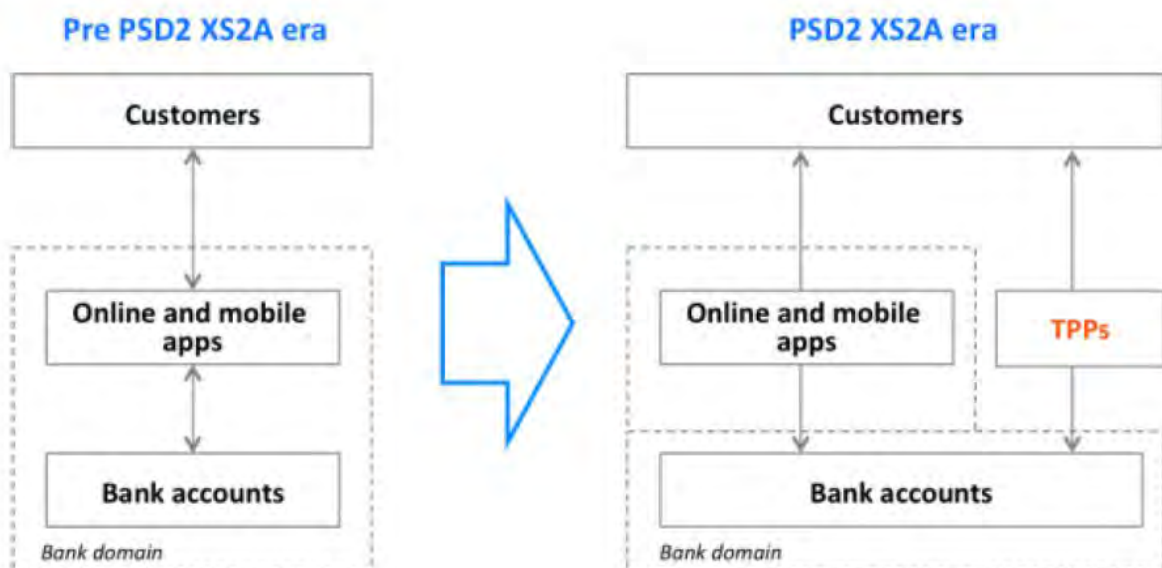 Pre PSD2 XS2A era
Customers
Online and mobile
apps
Bank accounts
Bank domain
PSD2 XS2A era
Customers
Online and mobile
apps
TPPs
Bank accounts
Bank domain